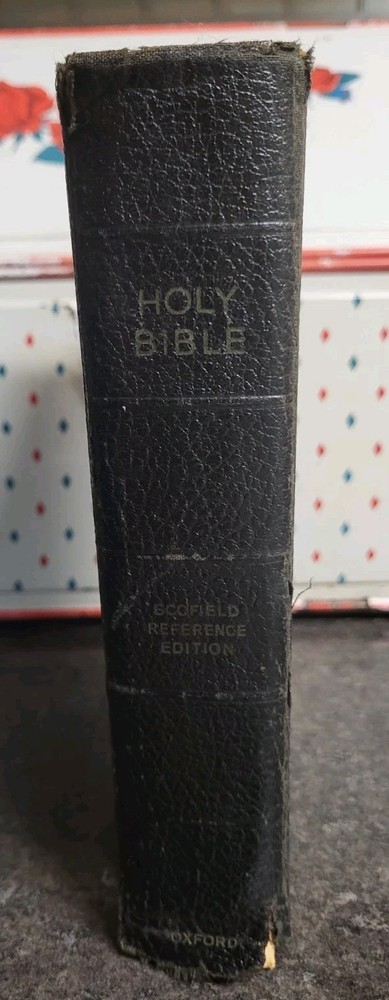 HOLY
BIBLE
SCOFIELD
REFERENCE
EDITION
OXFORD